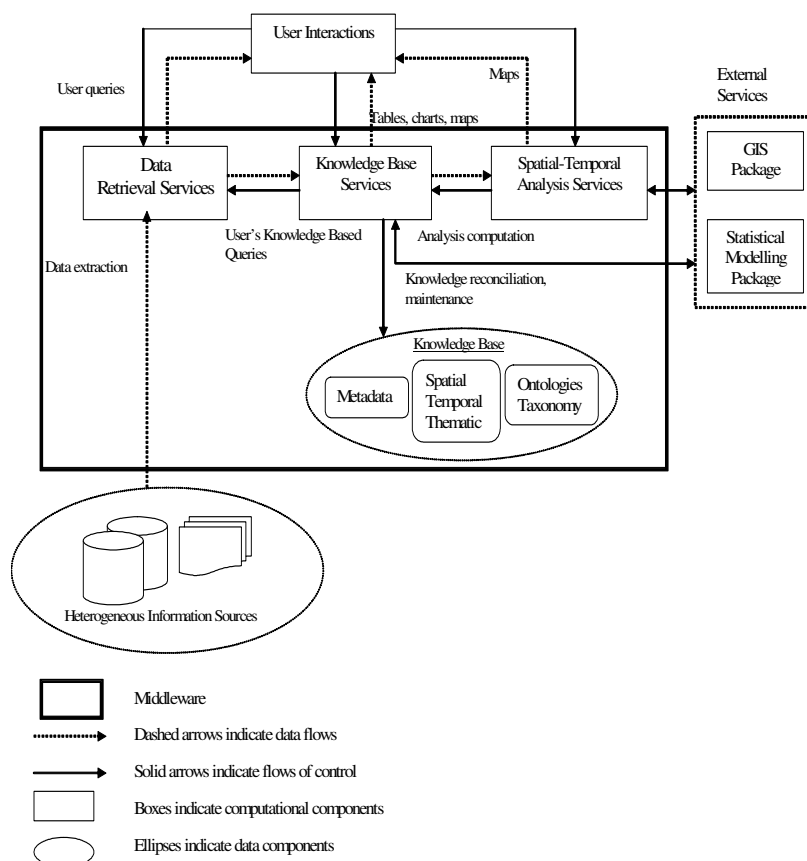 User Interactions
User queries
Maps
External
Services
Tables, charts, maps
Data
Retrieval Services
Knowledge Base
Services
Spatial-Temporal
Analysis Services
GIS
Package
User's Knowledge Based
Queries
Analysis computation
Statistical
Modelling
Package
Data extraction
Knowledge reconciliation,
maintenance
Knowledge Base
Metadata
Spatial
Temporal
Thematic
Ontologies
Taxonomy
Heterogeneous Information Sources
Middleware
Dashed arrows indicate data flows
Solid arrows indicate flows of control
Boxes indicate computational components
Ellipses indicate data components